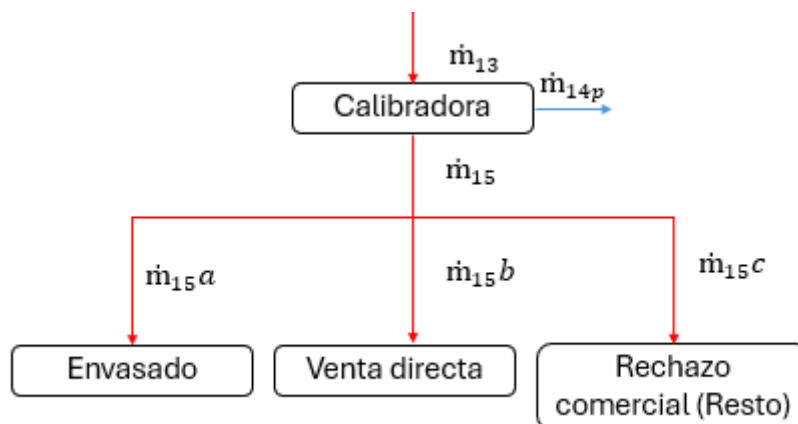 ṁ₁₃
ṁ₁₄ₚ
Calibradora
ṁ₁₅
ṁ₁₅a
ṁ₁₅b
ṁ₁₅c
Envasado
Venta directa
Rechazo
comercial (Resto)